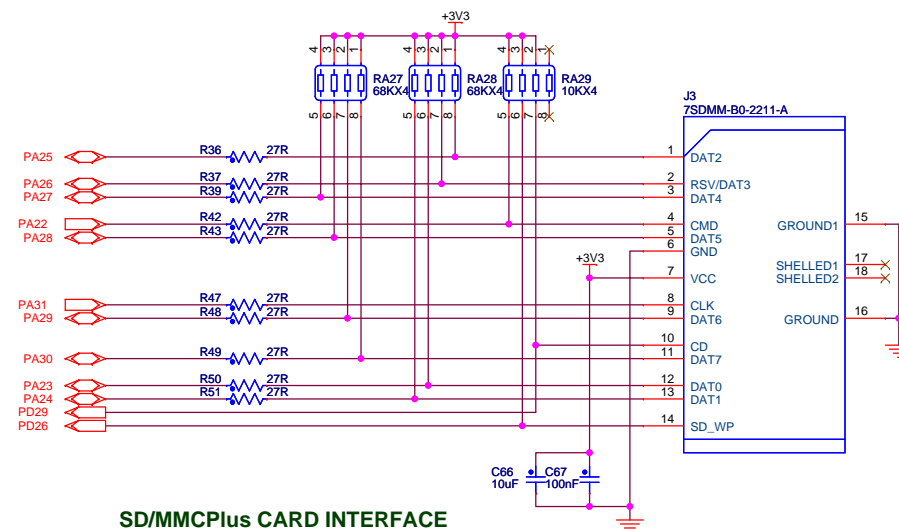 +3V3
4 3 2 1 4 3 2 1 4 3 2 1
RA27
68KX4
RA28
68KX4
RA29
10KX4
5 6 7 8 5 6 7 8 5 6 7 8
J3
7SDMM-B0-2211-A
PA25 R36 27R 1 DAT2
PA26 R37 27R 2 RSV/DAT3
PA27 R39 27R 3 DAT4
PA22 R42 27R 4 CMD
PA28 R43 27R 5 DAT5
6 GND
+3V3
7 VCC
PA31 R47 27R 8 CLK
PA29 R48 27R 9 DAT6
10 CD
PA30 R49 27R 11 DAT7
PA23 R50 27R 12 DAT0
PA24 R51 27R 13 DAT1
PD29
PD26 14 SD_WP
GROUND1 15
SHELLED1 17
SHELLED2 18
GROUND 16
C66
10uF
C67
100nF
SD/MMCPlus CARD INTERFACE